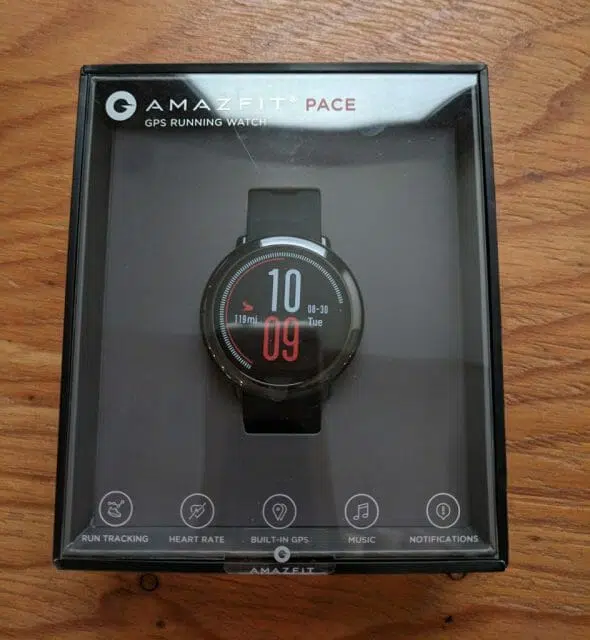 AMAZFIT® PACE
GPS RUNNING WATCH
10
119mi
08-30
Tue
09
RUN TRACKING
HEART RATE
BUILT-IN GPS
MUSIC
NOTIFICATIONS
AMAZFIT